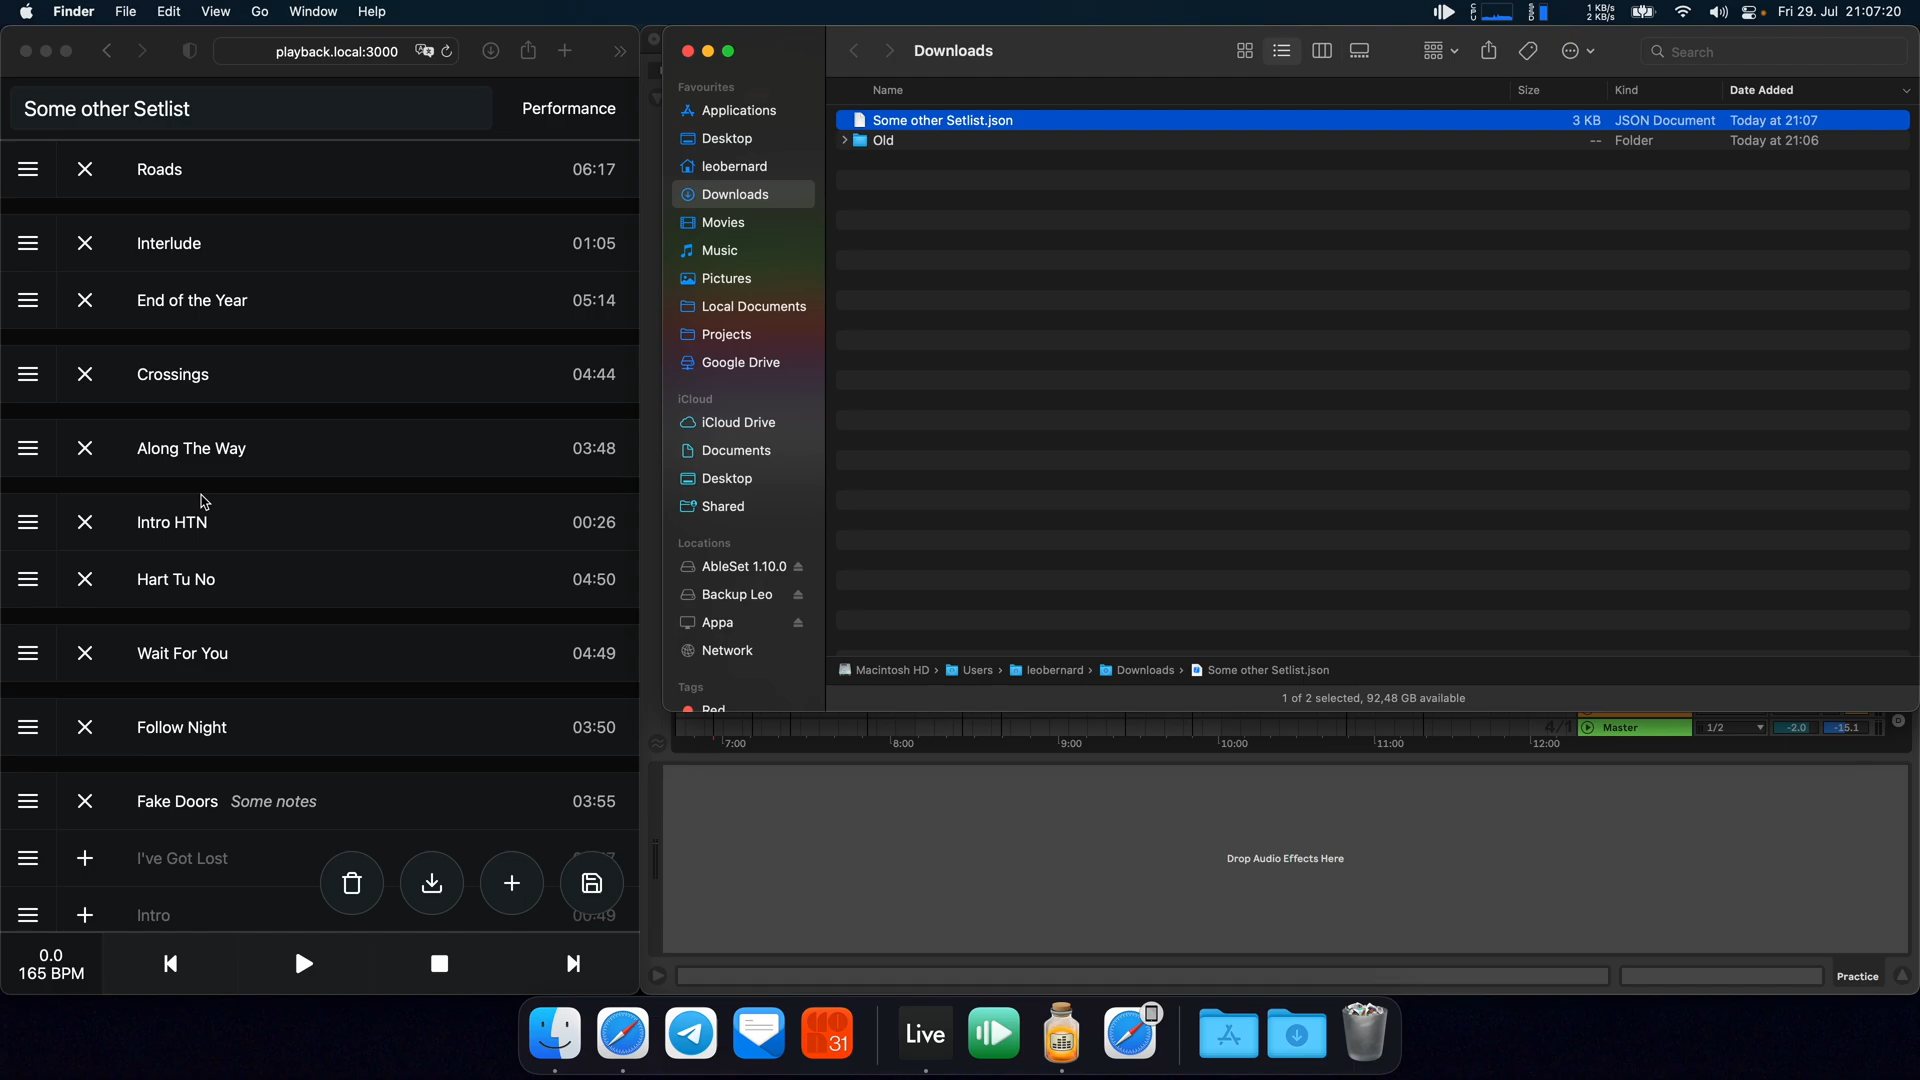 Finder File Edit View Go Window Help
CPU SSD 1 KB/s 2 KB/s Fri 29. Jul 21:07:20
playback.local:3000
Some other Setlist Performance
Roads 06:17
Interlude 01:05
End of the Year 05:14
Crossings 04:44
Along The Way 03:48
Intro HTN 00:26
Hart Tu No 04:50
Wait For You 04:49
Follow Night 03:50
Fake Doors Some notes 03:55
I've Got Lost
Intro 00:49
0.0
165 BPM
Favourites
Applications
Desktop
leobernard
Downloads
Movies
Music
Pictures
Local Documents
Projects
Google Drive
iCloud
iCloud Drive
Documents
Desktop
Shared
Locations
AbleSet 1.10.0
Backup Leo
Appa
Network
Tags
Red
Downloads Search
Name Size Kind Date Added
Some other Setlist.json 3 KB JSON Document Today at 21:07
Old -- Folder Today at 21:06
Macintosh HD › Users › leobernard › Downloads › Some other Setlist.json
1 of 2 selected, 92,48 GB available
4/1 Master 1/2 -2.0 -15.1
7:00 8:00 9:00 10:00 11:00 12:00
Drop Audio Effects Here
Practice
Live
31